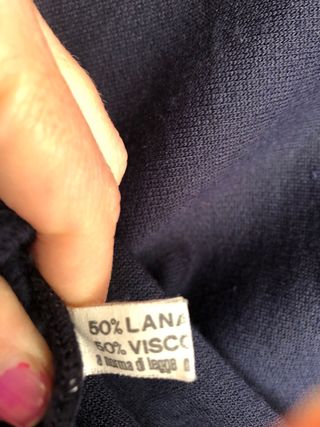 50% LANA
50% VISCO
a norma di legge